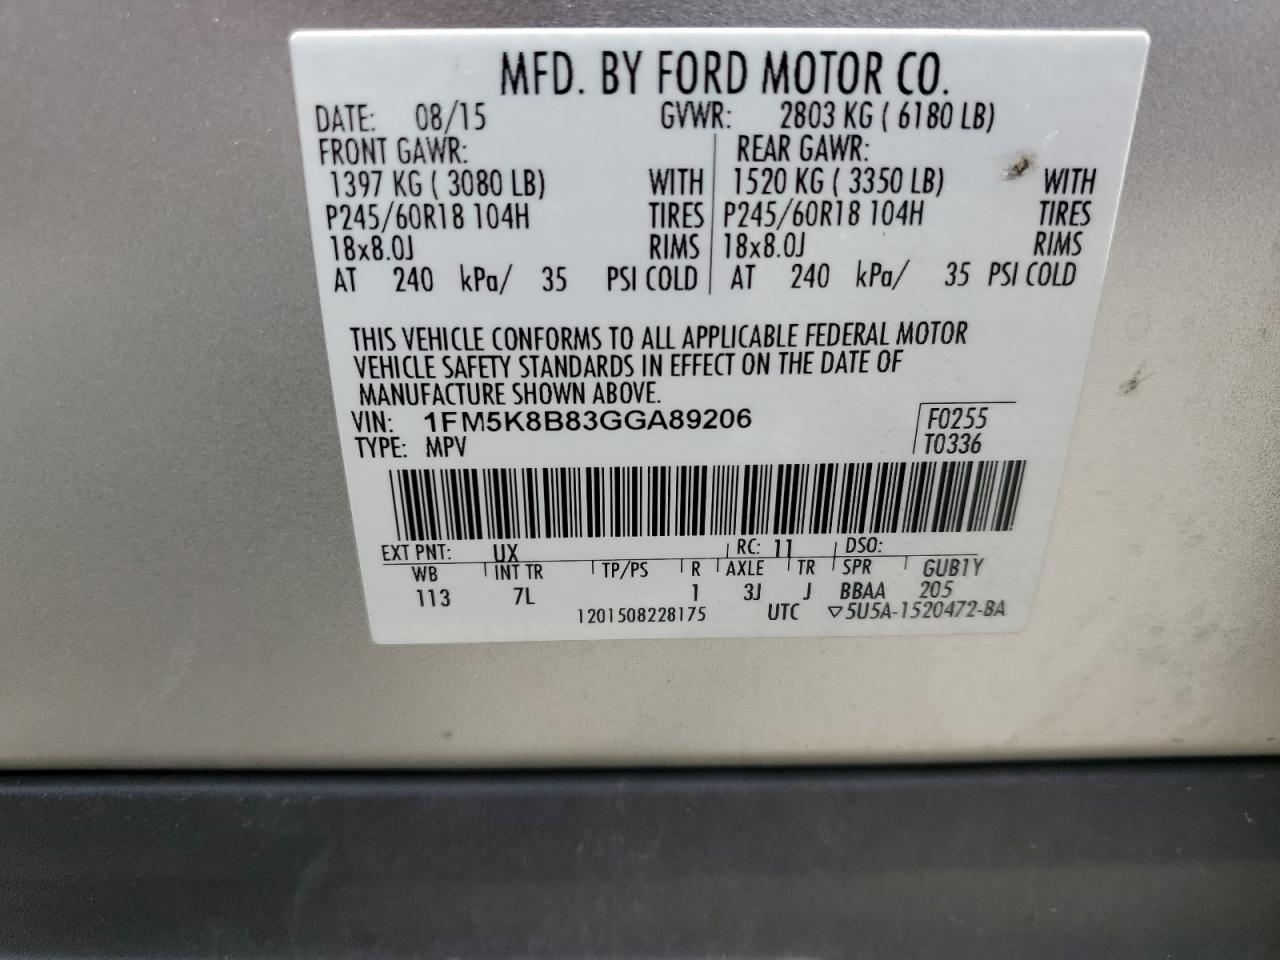 MFD. BY FORD MOTOR CO.
DATE: 08/15 GVWR: 2803 KG ( 6180 LB)
FRONT GAWR: REAR GAWR:
1397 KG ( 3080 LB) WITH 1520 KG ( 3350 LB) WITH
P245/60R18 104H TIRES P245/60R18 104H TIRES
18x8.0J RIMS 18x8.0J RIMS
AT 240 kPa/ 35 PSI COLD AT 240 kPa/ 35 PSI COLD
THIS VEHICLE CONFORMS TO ALL APPLICABLE FEDERAL MOTOR
VEHICLE SAFETY STANDARDS IN EFFECT ON THE DATE OF
MANUFACTURE SHOWN ABOVE.
VIN: 1FM5K8B83GGA89206 F0255
TYPE: MPV T0336
EXT PNT: UX RC: 11 DSO:
WB INT TR TP/PS R AXLE TR SPR GUB1Y
113 7L 1 3J J BBAA 205
1201508228175 UTC ▽5U5A-1520472-BA